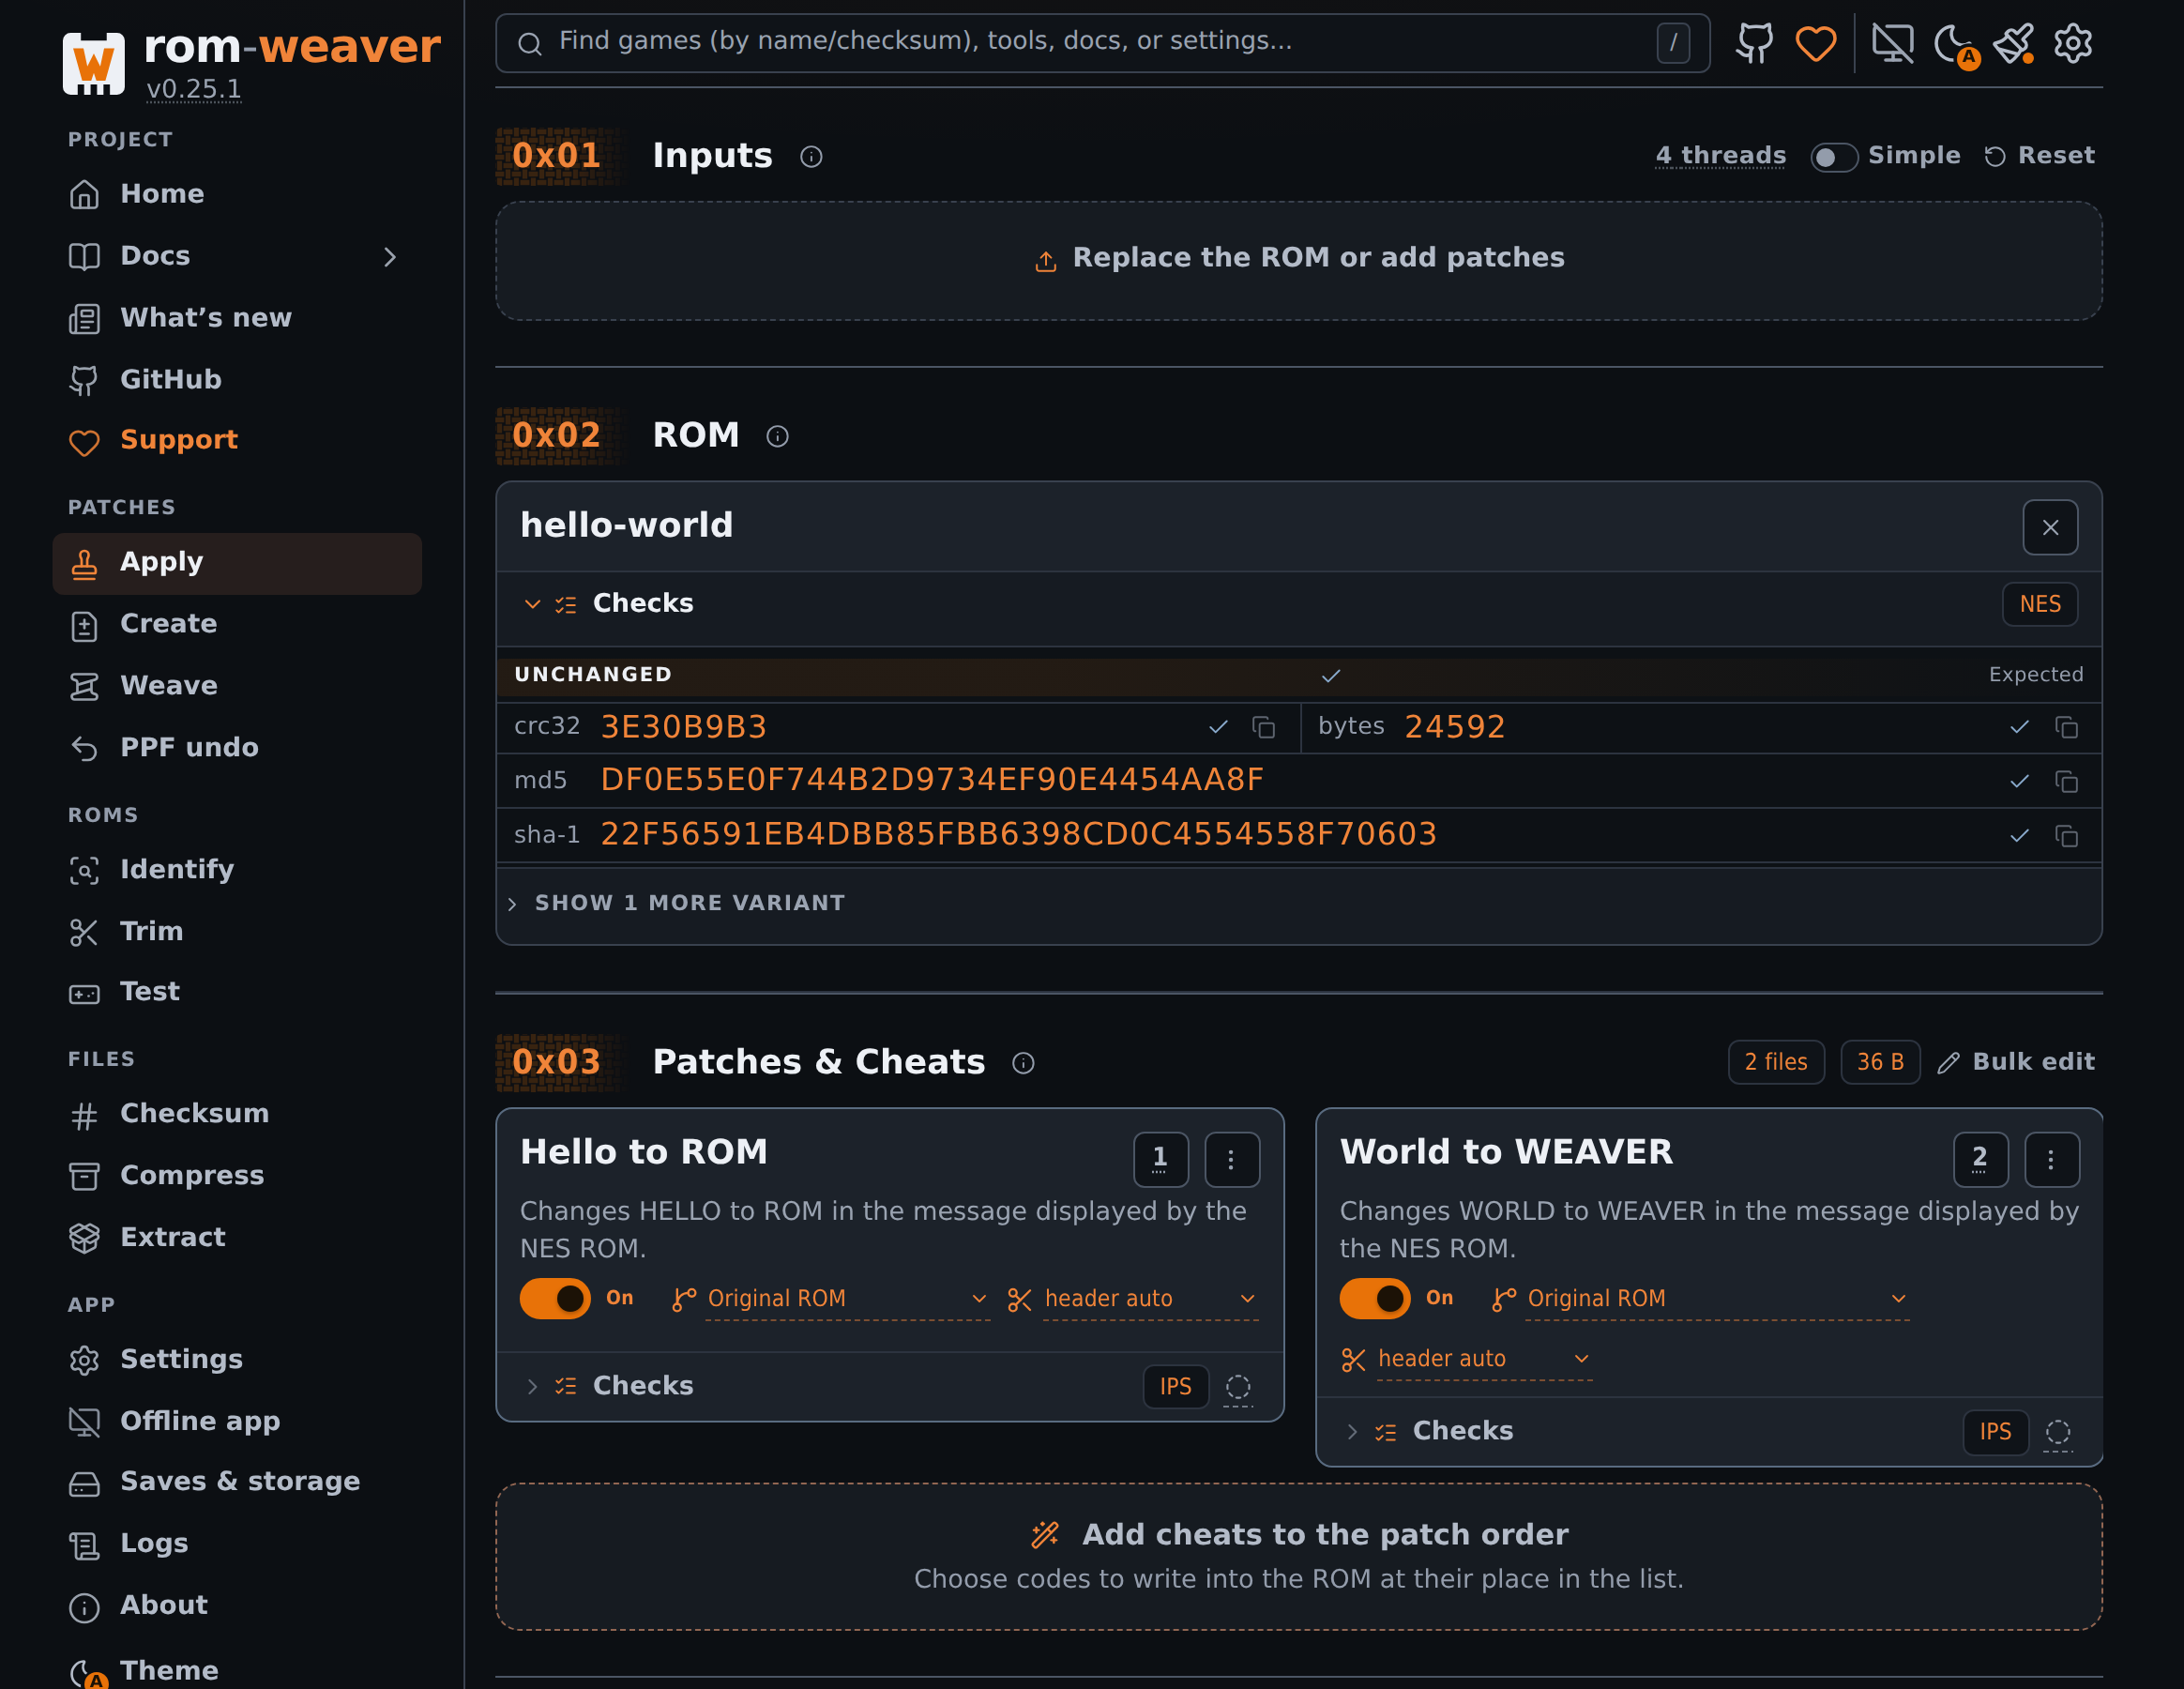 rom-weaver
v0.25.1
PROJECT
Home
Docs
What’s new
GitHub
Support
PATCHES
Apply
Create
Weave
PPF undo
ROMS
Identify
Trim
Test
FILES
Checksum
Compress
Extract
APP
Settings
Offline app
Saves & storage
Logs
About
A Theme
Find games (by name/checksum), tools, docs, or settings... /
A
0x01 Inputs 4 threads Simple Reset
Replace the ROM or add patches
0x02 ROM
hello-world
Checks NES
UNCHANGED Expected
crc32 3E30B9B3 bytes 24592
md5 DF0E55E0F744B2D9734EF90E4454AA8F
sha-1 22F56591EB4DBB85FBB6398CD0C4554558F70603
SHOW 1 MORE VARIANT
0x03 Patches & Cheats 2 files 36 B Bulk edit
Hello to ROM 1
Changes HELLO to ROM in the message displayed by the
NES ROM.
On Original ROM header auto
Checks IPS
World to WEAVER 2
Changes WORLD to WEAVER in the message displayed by
the NES ROM.
On Original ROM
header auto
Checks IPS
Add cheats to the patch order
Choose codes to write into the ROM at their place in the list.